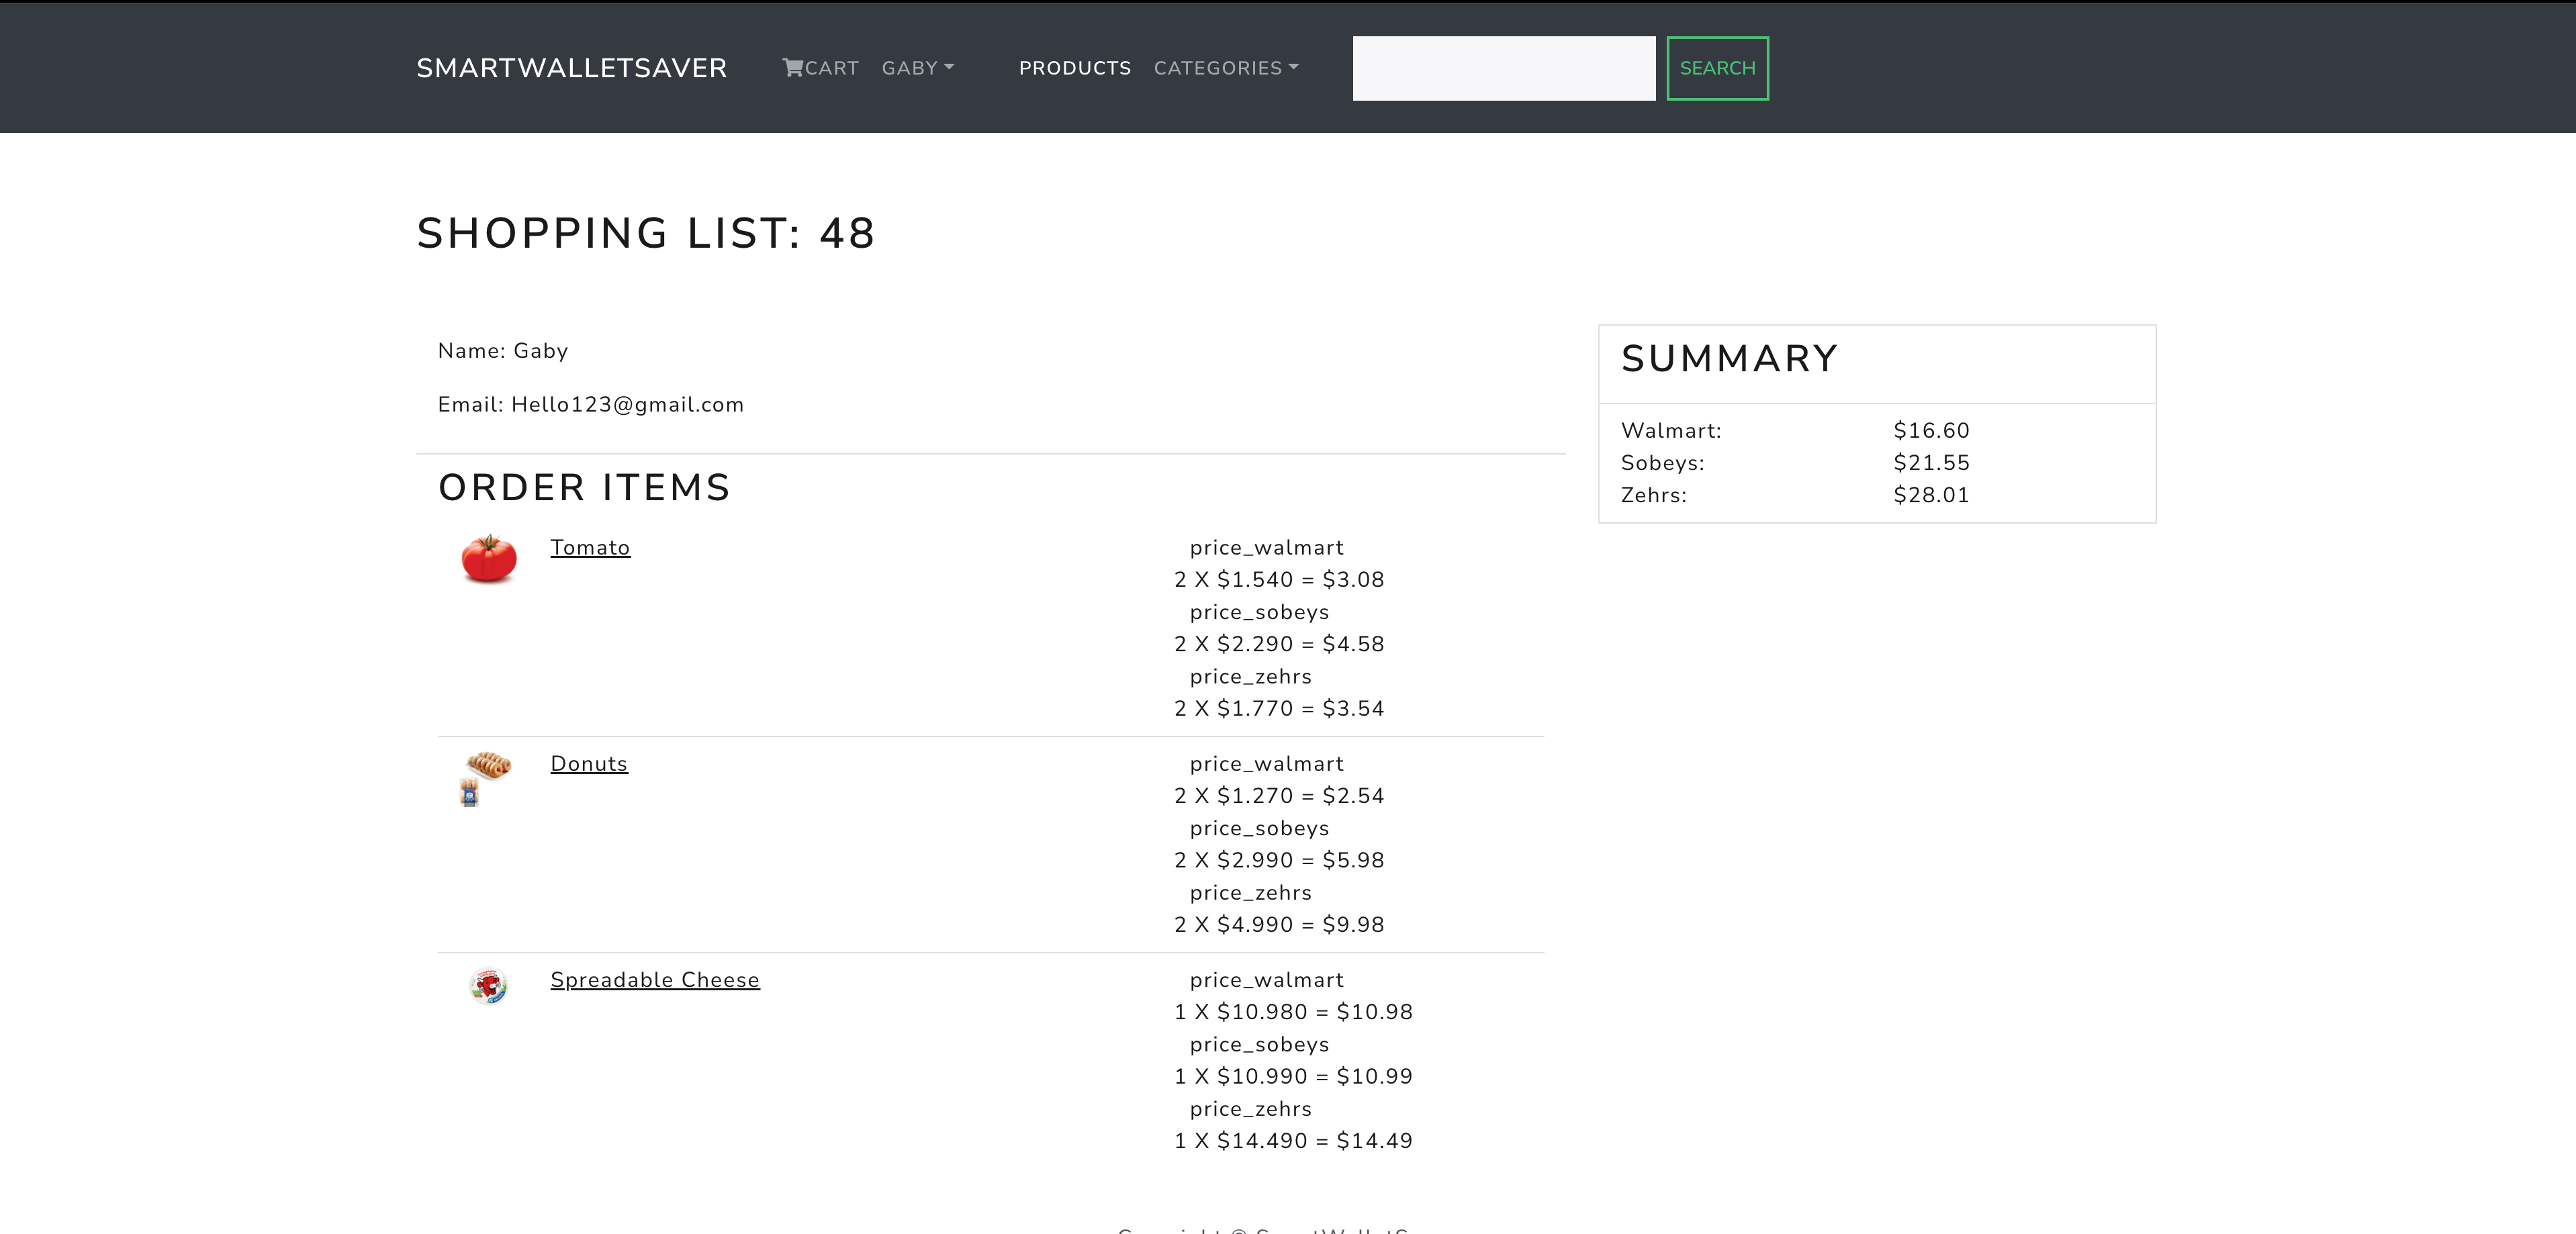 SMARTWALLETSAVER CART GABY PRODUCTS CATEGORIES SEARCH
SHOPPING LIST: 48
Name: Gaby
Email: Hello123@gmail.com
SUMMARY
Walmart: $16.60
Sobeys: $21.55
Zehrs: $28.01
ORDER ITEMS
Tomato
price_walmart
2 X $1.540 = $3.08
price_sobeys
2 X $2.290 = $4.58
price_zehrs
2 X $1.770 = $3.54
Donuts
price_walmart
2 X $1.270 = $2.54
price_sobeys
2 X $2.990 = $5.98
price_zehrs
2 X $4.990 = $9.98
Spreadable Cheese
price_walmart
1 X $10.980 = $10.98
price_sobeys
1 X $10.990 = $10.99
price_zehrs
1 X $14.490 = $14.49